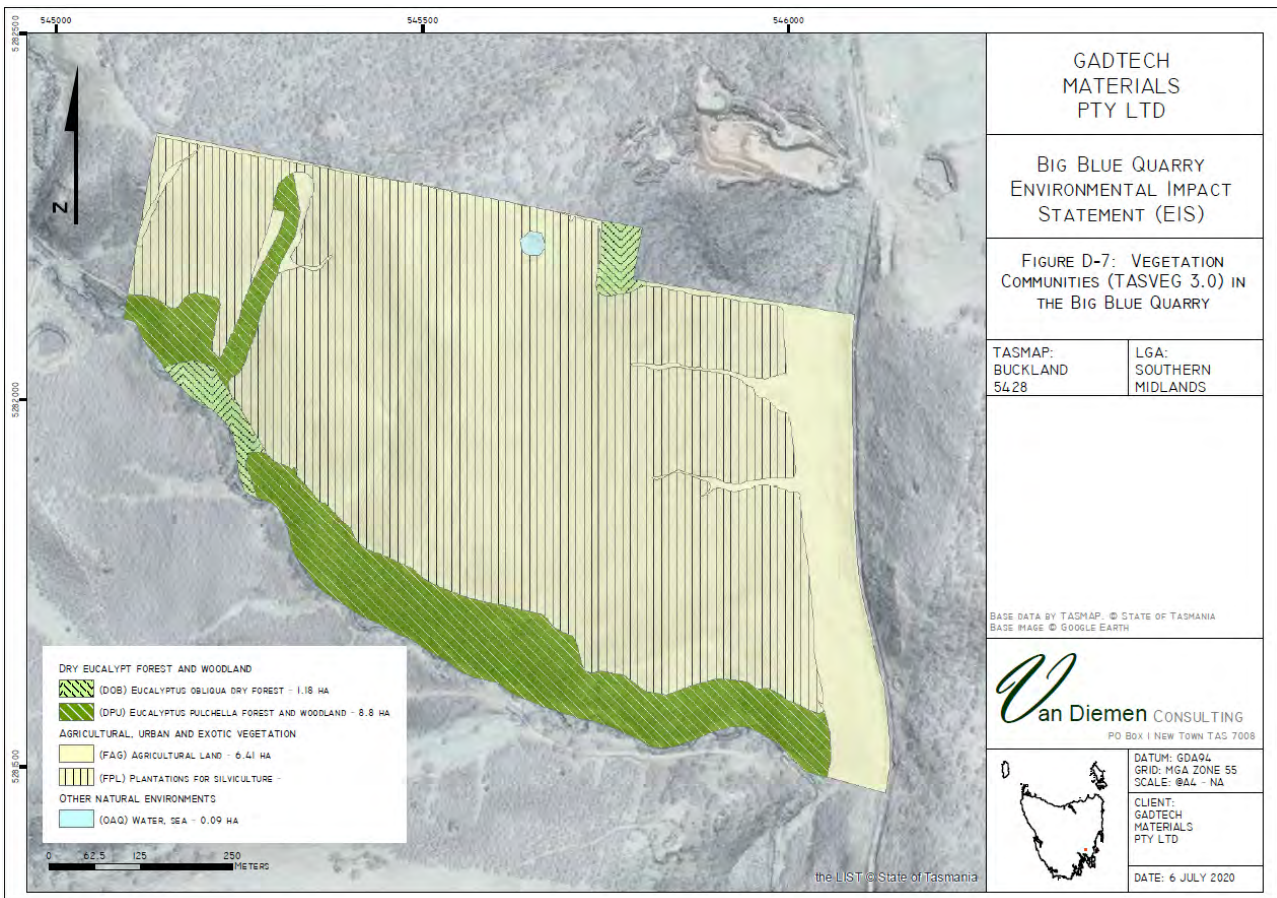 545000
545500
546000
5282500
5282000
5281500
N
GADTECH
MATERIALS
PTY LTD
BIG BLUE QUARRY
ENVIRONMENTAL IMPACT
STATEMENT (EIS)
FIGURE D-7: VEGETATION
COMMUNITIES (TASVEG 3.0) IN
THE BIG BLUE QUARRY
TASMAP:
BUCKLAND
5428
LGA:
SOUTHERN
MIDLANDS
BASE DATA BY TASMAP. © STATE OF TASMANIA
BASE IMAGE © GOOGLE EARTH
Van Diemen CONSULTING
PO BOX 1 NEW TOWN TAS 7008
DATUM: GDA94
GRID: MGA ZONE 55
SCALE: @A4 - NA
CLIENT:
GADTECH
MATERIALS
PTY LTD
DATE: 6 JULY 2020
DRY EUCALYPT FOREST AND WOODLAND
(DOB) EUCALYPTUS OBLIQUA DRY FOREST - 1.18 HA
(DPU) EUCALYPTUS PULCHELLA FOREST AND WOODLAND - 8.8 HA
AGRICULTURAL, URBAN AND EXOTIC VEGETATION
(FAG) AGRICULTURAL LAND - 6.41 HA
(FPL) PLANTATIONS FOR SILVICULTURE -
OTHER NATURAL ENVIRONMENTS
(OAQ) WATER, SEA - 0.09 HA
0 62.5 125 250
METERS
the LIST © State of Tasmania